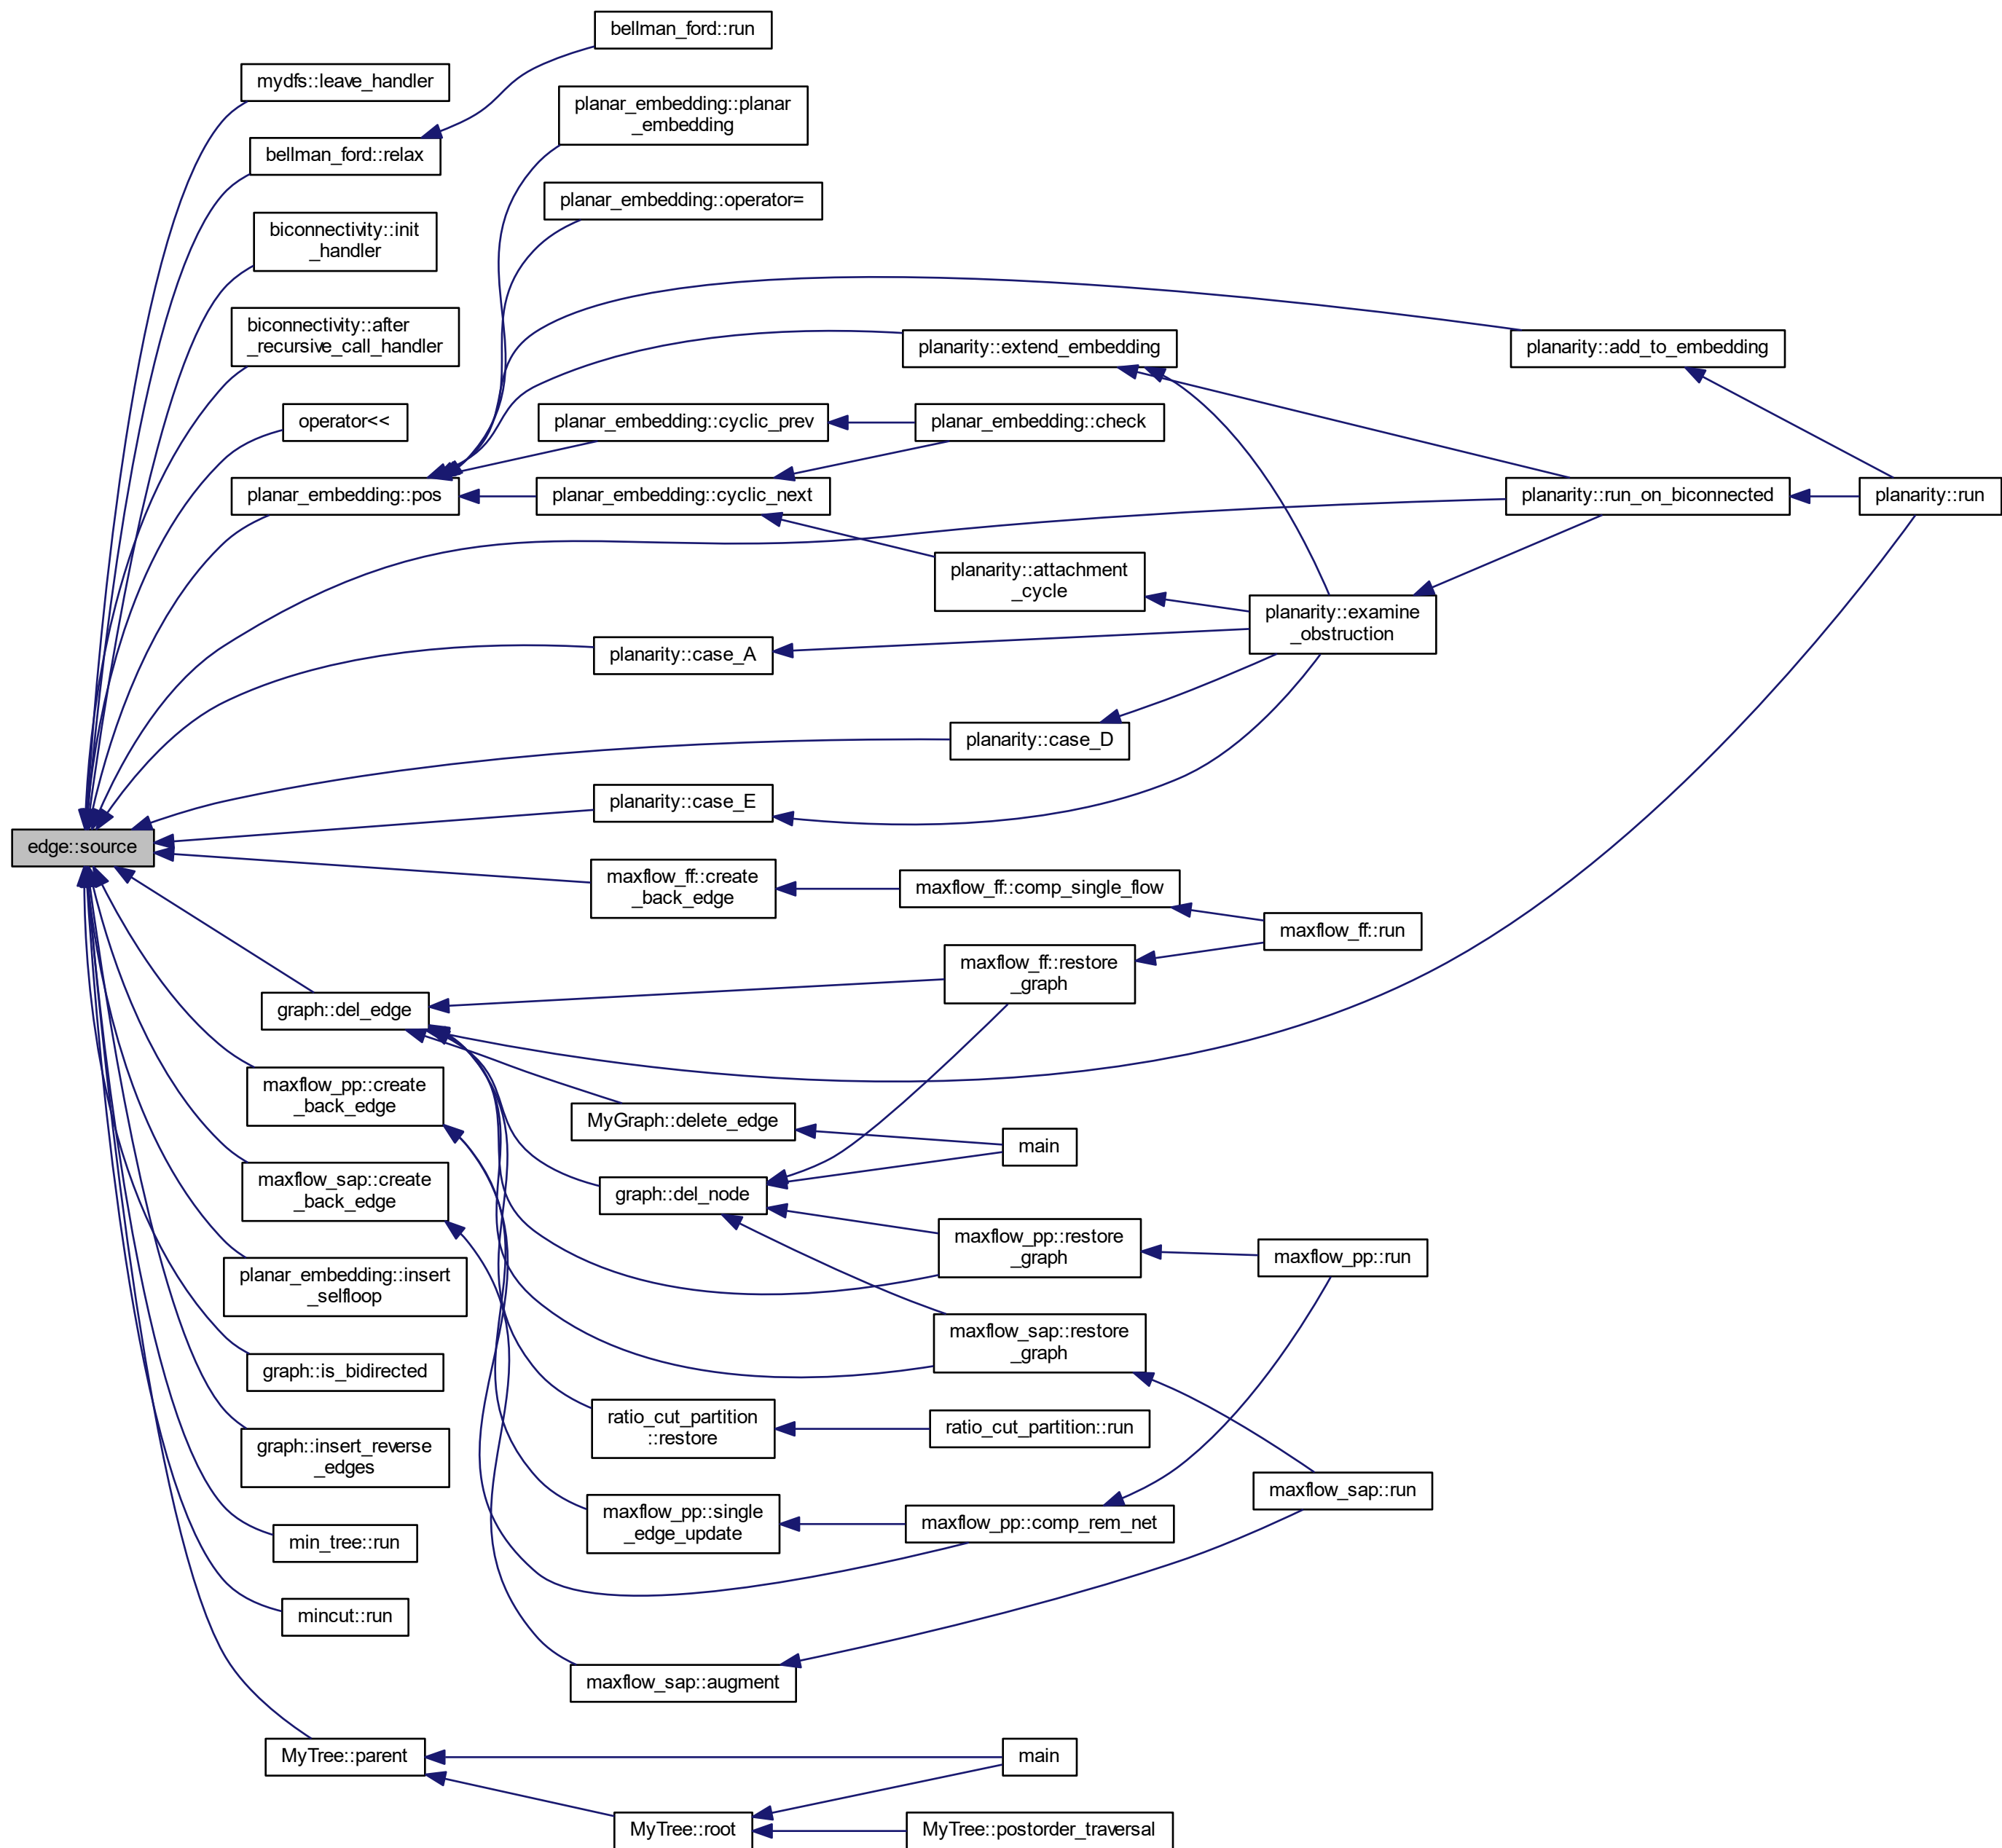 bellman_ford::run
mydfs::leave_handler
planar_embedding::planar
_embedding
bellman_ford::relax
planar_embedding::operator=
biconnectivity::init
_handler
biconnectivity::after
_recursive_call_handler
planarity::extend_embedding
planarity::add_to_embedding
operator<<
planar_embedding::cyclic_prev
planar_embedding::check
planar_embedding::pos
planar_embedding::cyclic_next
planarity::run_on_biconnected
planarity::run
planarity::attachment
_cycle
planarity::examine
_obstruction
planarity::case_A
planarity::case_D
planarity::case_E
edge::source
maxflow_ff::create
_back_edge
maxflow_ff::comp_single_flow
maxflow_ff::run
maxflow_ff::restore
_graph
graph::del_edge
maxflow_pp::create
_back_edge
MyGraph::delete_edge
main
maxflow_sap::create
_back_edge
graph::del_node
maxflow_pp::restore
_graph
maxflow_pp::run
planar_embedding::insert
_selfloop
maxflow_sap::restore
_graph
graph::is_bidirected
ratio_cut_partition
::restore
ratio_cut_partition::run
graph::insert_reverse
_edges
maxflow_sap::run
min_tree::run
maxflow_pp::single
_edge_update
maxflow_pp::comp_rem_net
mincut::run
maxflow_sap::augment
MyTree::parent
main
MyTree::root
MyTree::postorder_traversal